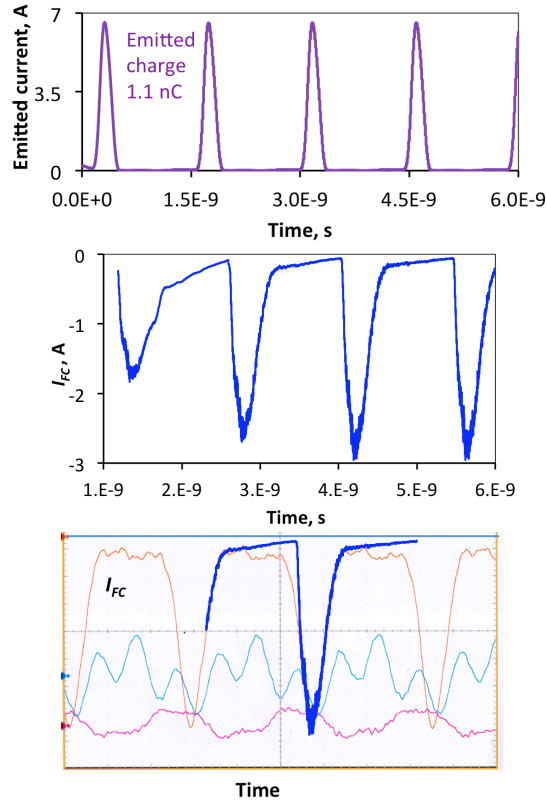 Emitted current, A
7
3.5
0
Emitted
charge
1.1 nC
0.0E+0 1.5E-9 3.0E-9 4.5E-9 6.0E-9
Time, s
I_FC, A
0
-1
-2
-3
1.E-9 2.E-9 3.E-9 4.E-9 5.E-9 6.E-9
Time, s
I_FC
Time